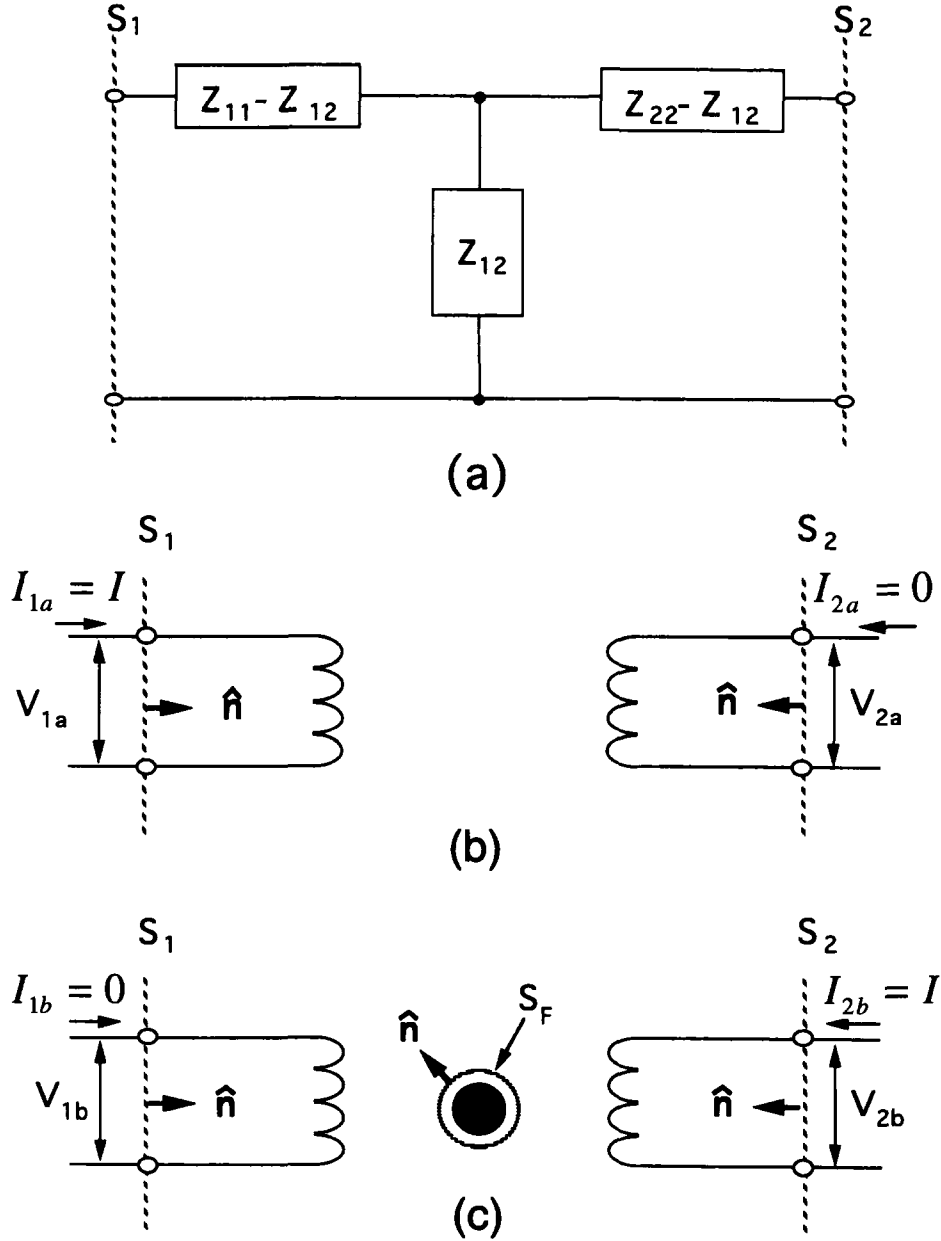 S₁ S₂
Z₁₁- Z₁₂ Z₂₂- Z₁₂
Z₁₂
(a)
S₁ S₂
I₁ₐ = I I₂ₐ = 0
V₁ₐ n̂ n̂ V₂ₐ
(b)
S₁ S₂
I₁b = 0 S_F I₂b = I
n̂
V₁b n̂ n̂ V₂b
(c)